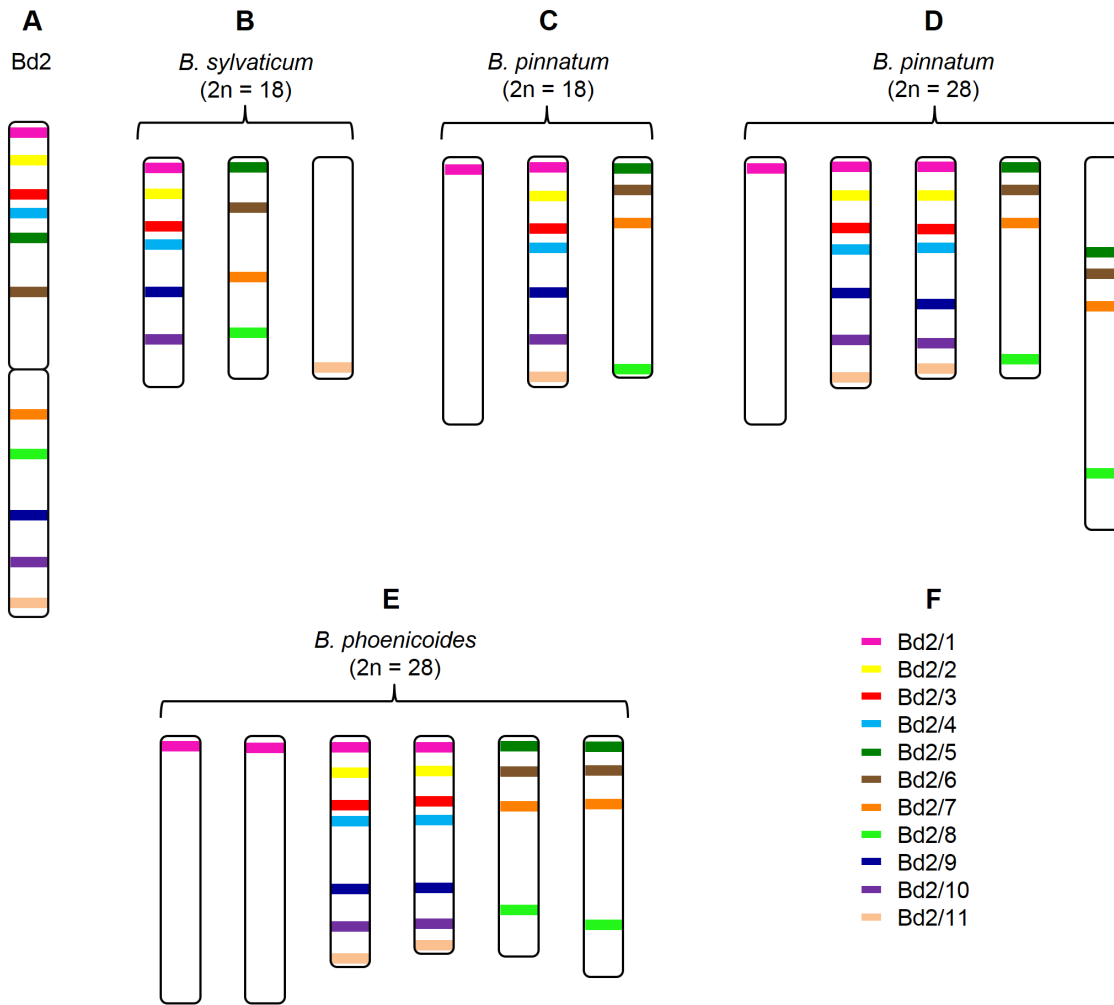 A
Bd2
B
B. sylvaticum
(2n = 18)
C
B. pinnatum
(2n = 18)
D
B. pinnatum
(2n = 28)
E
B. phoenicoides
(2n = 28)
F
Bd2/1
Bd2/2
Bd2/3
Bd2/4
Bd2/5
Bd2/6
Bd2/7
Bd2/8
Bd2/9
Bd2/10
Bd2/11